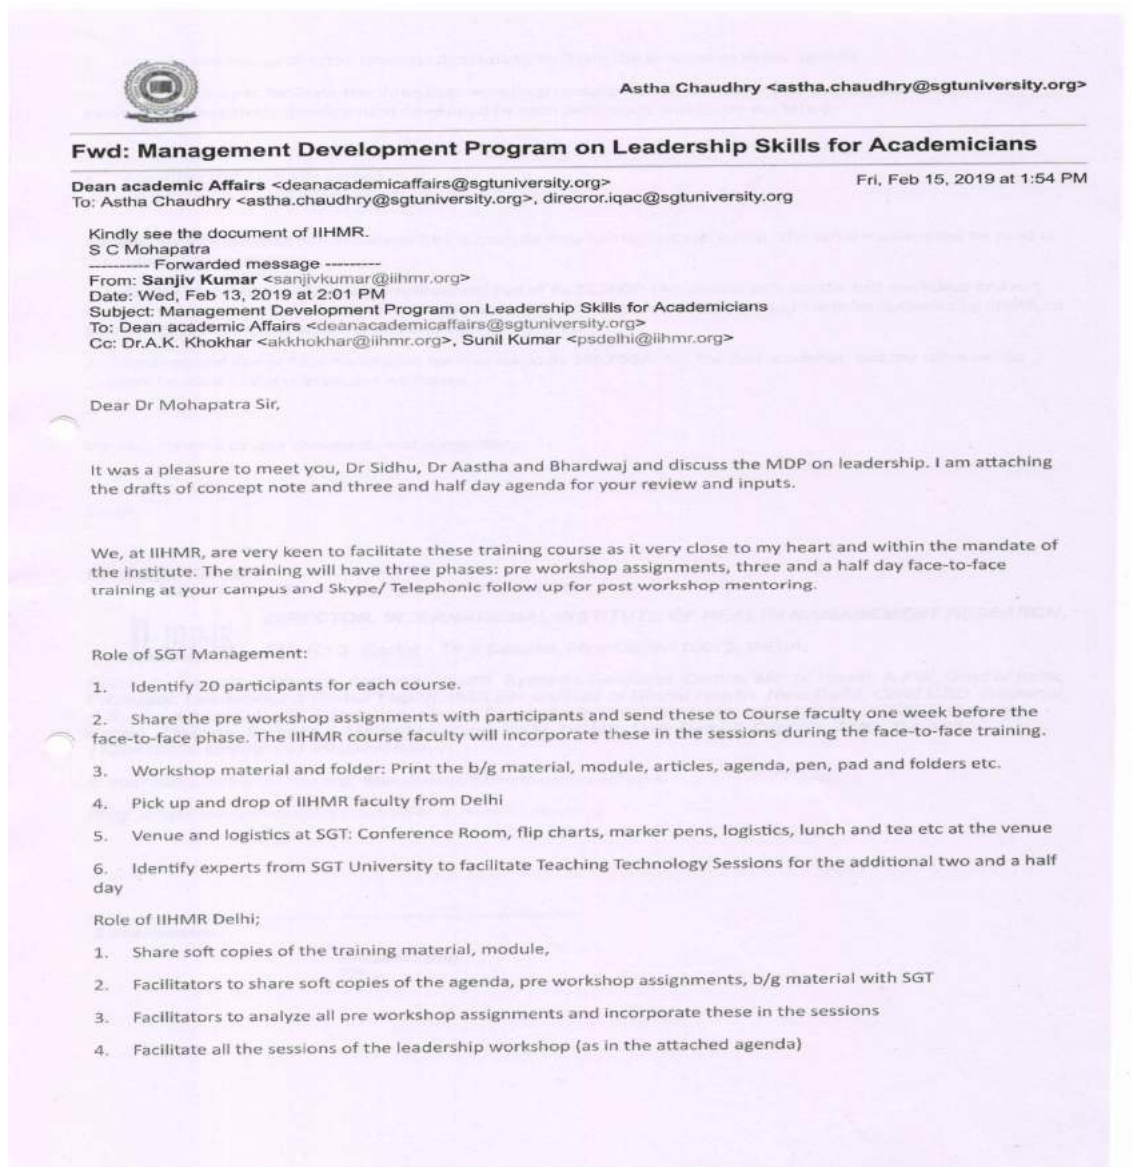 Astha Chaudhry <astha.chaudhry@sgtuniversity.org>
Fwd: Management Development Program on Leadership Skills for Academicians
Dean academic Affairs <deanacademicaffairs@sgtuniversity.org> Fri, Feb 15, 2019 at 1:54 PM
To: Astha Chaudhry <astha.chaudhry@sgtuniversity.org>, direcror.iqac@sgtuniversity.org
Kindly see the document of IIHMR.
S C Mohapatra
---------- Forwarded message ---------
From: Sanjiv Kumar <sanjivkumar@iihmr.org>
Date: Wed, Feb 13, 2019 at 2:01 PM
Subject: Management Development Program on Leadership Skills for Academicians
To: Dean academic Affairs <deanacademicaffairs@sgtuniversity.org>
Cc: Dr.A.K. Khokhar <akkhokhar@iihmr.org>, Sunil Kumar <psdelhi@iihmr.org>
Dear Dr Mohapatra Sir,
It was a pleasure to meet you, Dr Sidhu, Dr Aastha and Bhardwaj and discuss the MDP on leadership. I am attaching
the drafts of concept note and three and half day agenda for your review and inputs.
We, at IIHMR, are very keen to facilitate these training course as it very close to my heart and within the mandate of
the institute. The training will have three phases: pre workshop assignments, three and a half day face-to-face
training at your campus and Skype/ Telephonic follow up for post workshop mentoring.
Role of SGT Management:
1. Identify 20 participants for each course.
2. Share the pre workshop assignments with participants and send these to Course faculty one week before the
face-to-face phase. The IIHMR course faculty will incorporate these in the sessions during the face-to-face training.
3. Workshop material and folder: Print the b/g material, module, articles, agenda, pen, pad and folders etc.
4. Pick up and drop of IIHMR faculty from Delhi
5. Venue and logistics at SGT: Conference Room, flip charts, marker pens, logistics, lunch and tea etc at the venue
6. Identify experts from SGT University to facilitate Teaching Technology Sessions for the additional two and a half
day
Role of IIHMR Delhi;
1. Share soft copies of the training material, module,
2. Facilitators to share soft copies of the agenda, pre workshop assignments, b/g material with SGT
3. Facilitators to analyze all pre workshop assignments and incorporate these in the sessions
4. Facilitate all the sessions of the leadership workshop (as in the attached agenda)